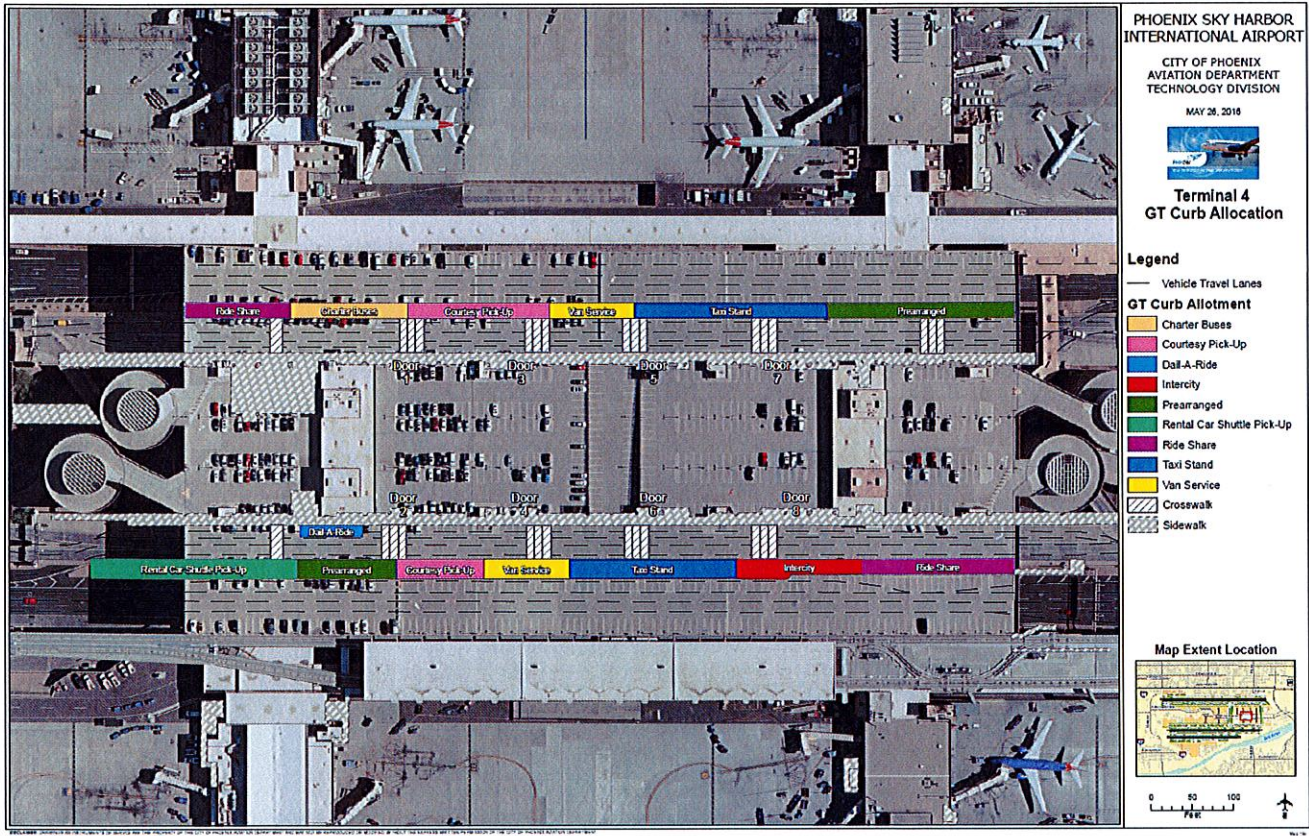 PHOENIX SKY HARBOR
INTERNATIONAL AIRPORT
CITY OF PHOENIX
AVIATION DEPARTMENT
TECHNOLOGY DIVISION
MAY 26, 2016
Terminal 4
GT Curb Allocation
Legend
Vehicle Travel Lanes
GT Curb Allotment
Charter Buses
Courtesy Pick-Up
Dail-A-Ride
Intercity
Prearranged
Rental Car Shuttle Pick-Up
Ride Share
Taxi Stand
Van Service
Crosswalk
Sidewalk
Ride Share
Charter Buses
Courtesy Pick-Up
Van Service
Taxi Stand
Prearranged
Door
1
Door
3
Door
5
Door
7
Door
2
Door
4
Door
6
Door
8
Dail-A-Ride
Rental Car Shuttle Pick-Up
Prearranged
Courtesy Pick-Up
Van Service
Taxi Stand
Intercity
Ride Share
Map Extent Location
0 50 100
Feet